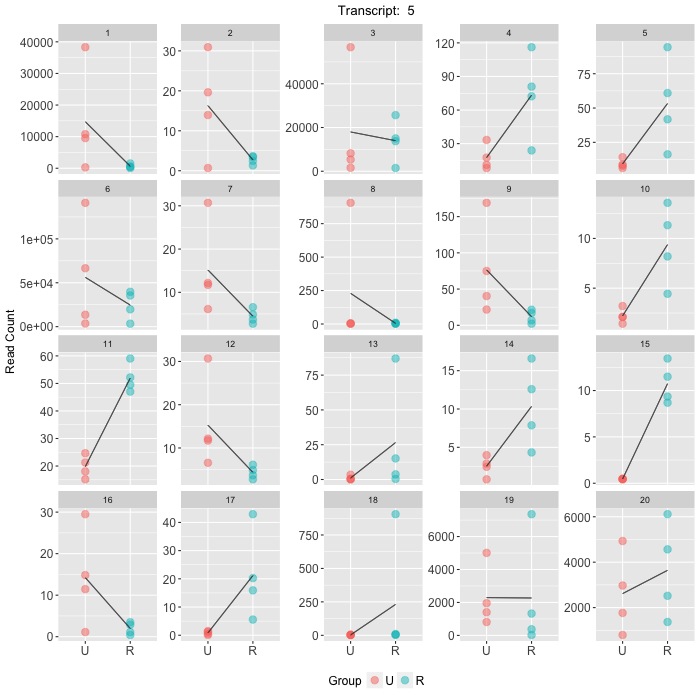 Transcript: 5
1 2 3 4 5
40000 30000 20000 10000 0
30 20 10 0
40000 20000 0
120 90 60 30
75 50 25
6 7 8 9 10
1e+05 5e+04 0e+00
30 20 10
750 500 250 0
150 100 50 0
10 5
Read Count
11 12 13 14 15
60 50 40 30 20
30 20 10
75 50 25 0
15 10 5
10 5 0
16 17 18 19 20
30 20 10 0
40 30 20 10 0
750 500 250 0
6000 4000 2000 0
6000 4000 2000
U R U R U R U R U R
Group U R